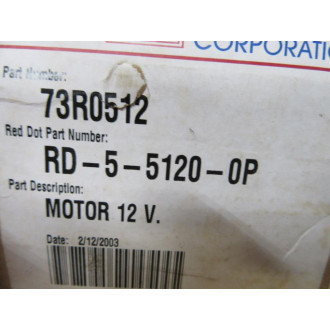 CORPORATIO
Part Number:
73R0512
Red Dot Part Number:
RD-5-5120-0P
Part Description:
MOTOR 12 V.
Date: 2/12/2003